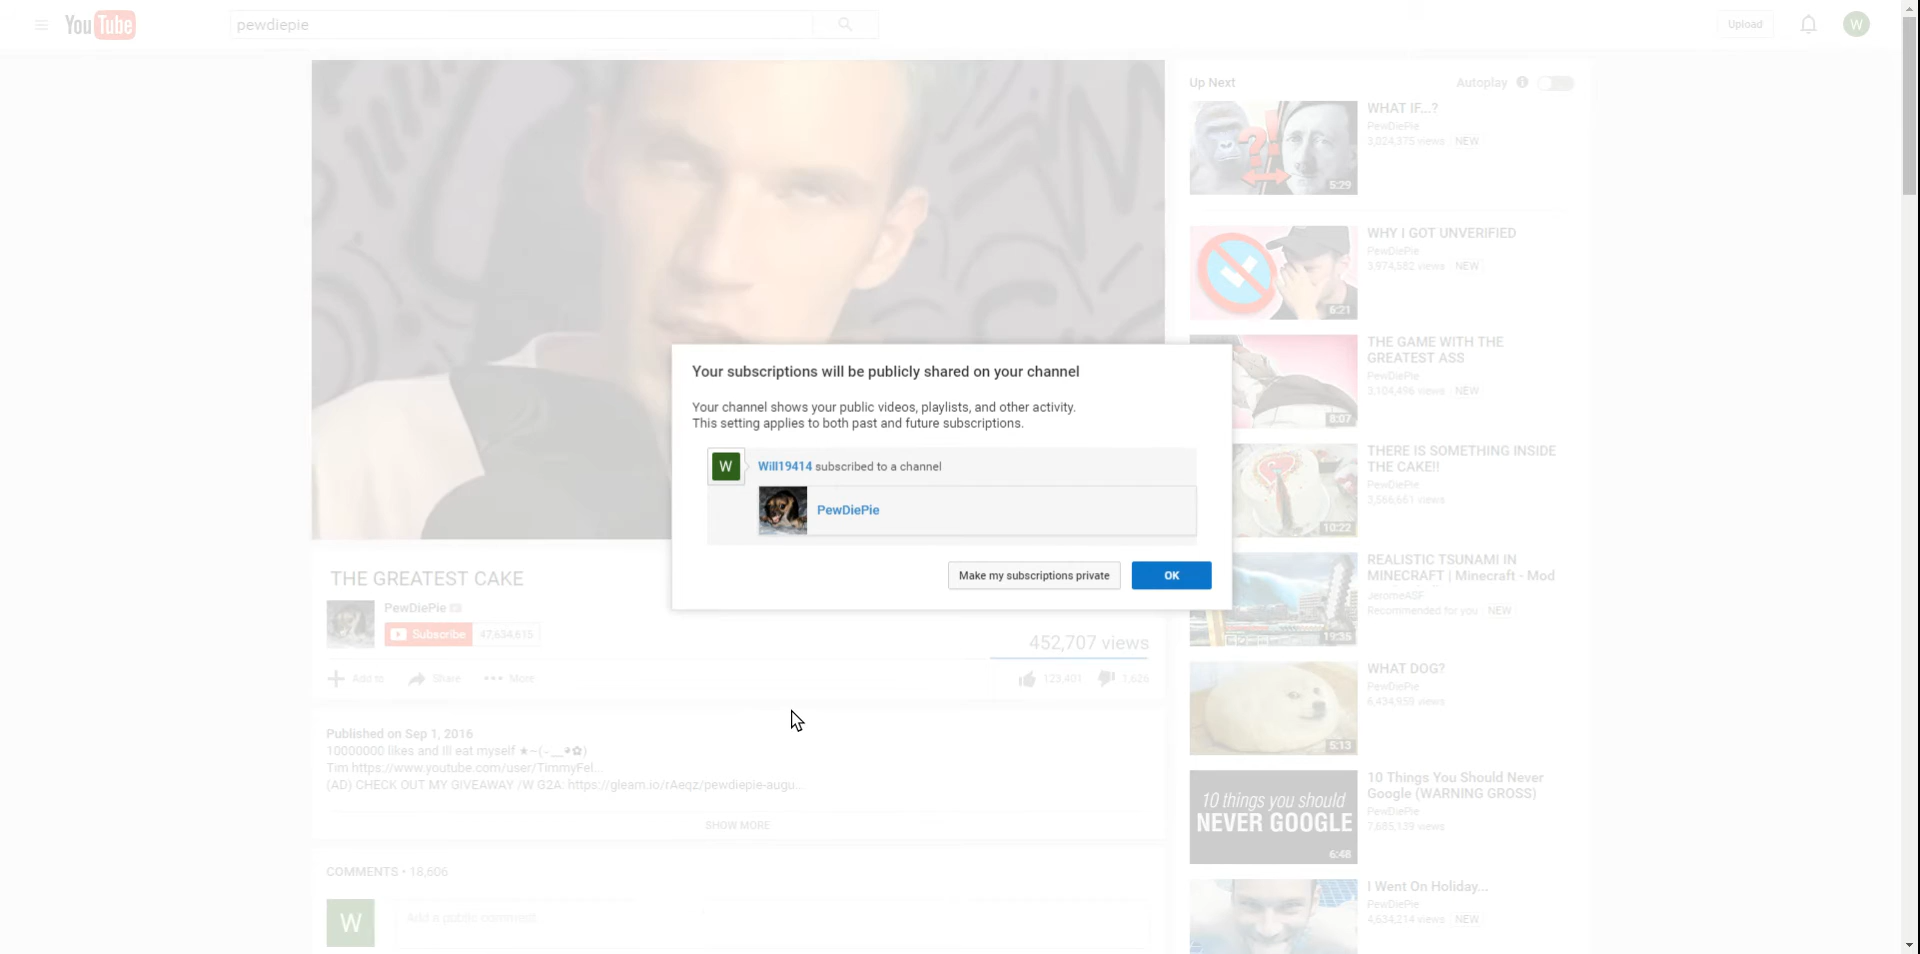 YouTube
pewdiepie
Upload
W
Up Next
Autoplay
WHAT IF...?
PewDiePie
3,024,375 views NEW
?!
5:29
WHY I GOT UNVERIFIED
PewDiePie
3,974,582 views NEW
6:21
THE GAME WITH THE
GREATEST ASS
PewDiePie
3,104,496 views NEW
8:07
Your subscriptions will be publicly shared on your channel
Your channel shows your public videos, playlists, and other activity.
This setting applies to both past and future subscriptions.
W
Will19414 subscribed to a channel
PewDiePie
Make my subscriptions private
OK
THERE IS SOMETHING INSIDE
THE CAKE!!
PewDiePie
3,566,661 views
10:22
THE GREATEST CAKE
PewDiePie
Subscribe 47,634,615
452,707 views
Add to Share More
123,401 1,626
REALISTIC TSUNAMI IN
MINECRAFT | Minecraft - Mod
JeromeASF
Recommended for you NEW
19:35
WHAT DOG?
PewDiePie
6,434,953 views
5:13
Published on Sep 1, 2016
10000000 likes and Ill eat myself
Tim https://www.youtube.com/user/TimmyFel...
(AD) CHECK OUT MY GIVEAWAY /W G2A: https://gleam.io/rAeqz/pewdiepie-augu...
SHOW MORE
10 things you should
NEVER GOOGLE
6:48
10 Things You Should Never
Google (WARNING GROSS)
PewDiePie
7,685,139 views
COMMENTS • 18,606
W
Add a public comment...
I Went On Holiday...
PewDiePie
4,634,214 views NEW